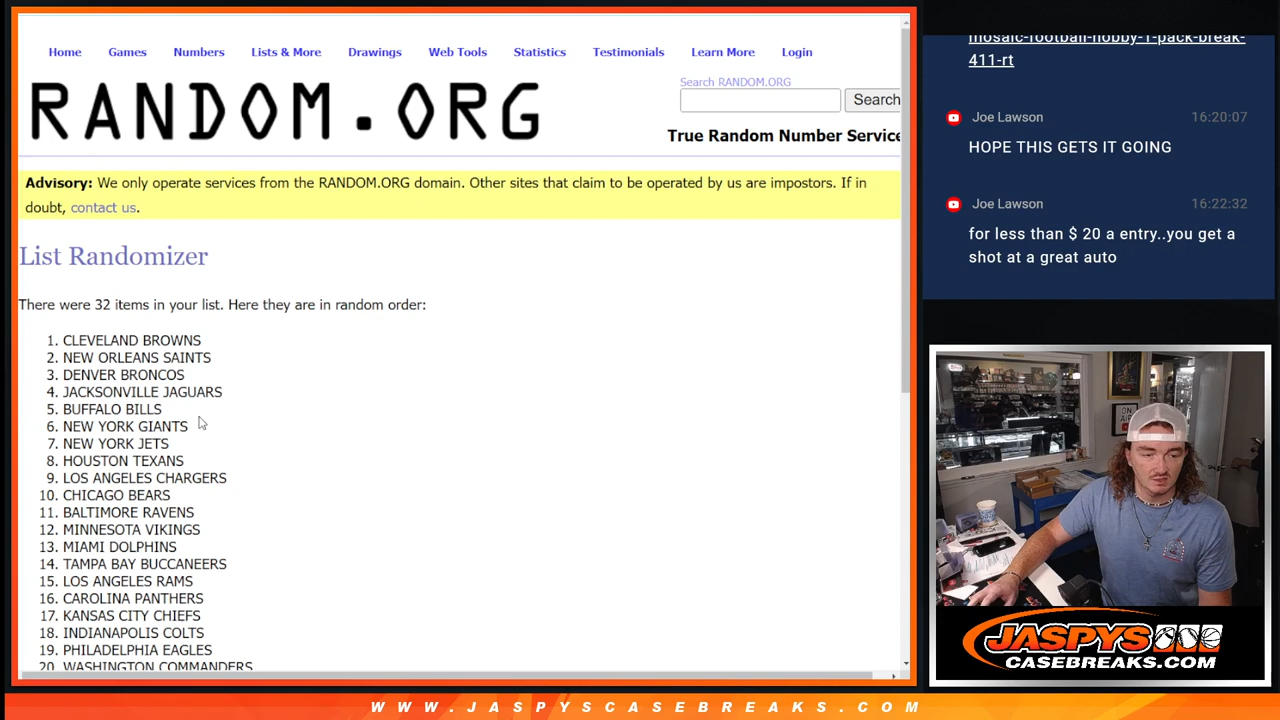 Home Games Numbers Lists & More Drawings Web Tools Statistics Testimonials Learn More Login
RANDOM.ORG
Search RANDOM.ORG
Search
True Random Number Service
Advisory: We only operate services from the RANDOM.ORG domain. Other sites that claim to be operated by us are impostors. If in
doubt, contact us.
List Randomizer
There were 32 items in your list. Here they are in random order:
1. CLEVELAND BROWNS
2. NEW ORLEANS SAINTS
3. DENVER BRONCOS
4. JACKSONVILLE JAGUARS
5. BUFFALO BILLS
6. NEW YORK GIANTS
7. NEW YORK JETS
8. HOUSTON TEXANS
9. LOS ANGELES CHARGERS
10. CHICAGO BEARS
11. BALTIMORE RAVENS
12. MINNESOTA VIKINGS
13. MIAMI DOLPHINS
14. TAMPA BAY BUCCANEERS
15. LOS ANGELES RAMS
16. CAROLINA PANTHERS
17. KANSAS CITY CHIEFS
18. INDIANAPOLIS COLTS
19. PHILADELPHIA EAGLES
20. WASHINGTON COMMANDERS
mosaic-football-hobby-1-pack-break-
411-rt
Joe Lawson 16:20:07
HOPE THIS GETS IT GOING
Joe Lawson 16:22:32
for less than $ 20 a entry..you get a
shot at a great auto
ON
AIR
JASPYS
CASEBREAKS.COM
WWW.JASPYSCASEBREAKS.COM